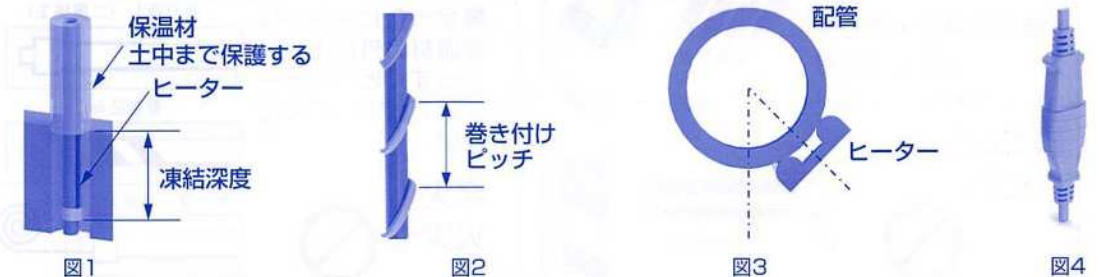 保温材
土中まで保護する
ヒーター
凍結深度
図1
巻き付け
ピッチ
図2
配管
ヒーター
図3
図4